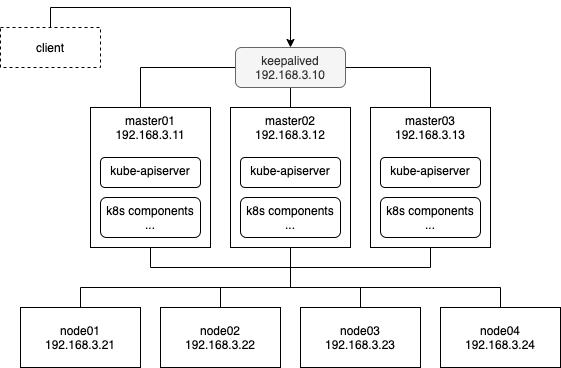 client
keepalived
192.168.3.10
master01
192.168.3.11
master02
192.168.3.12
master03
192.168.3.13
kube-apiserver
kube-apiserver
kube-apiserver
k8s components
...
k8s components
...
k8s components
...
node01
192.168.3.21
node02
192.168.3.22
node03
192.168.3.23
node04
192.168.3.24